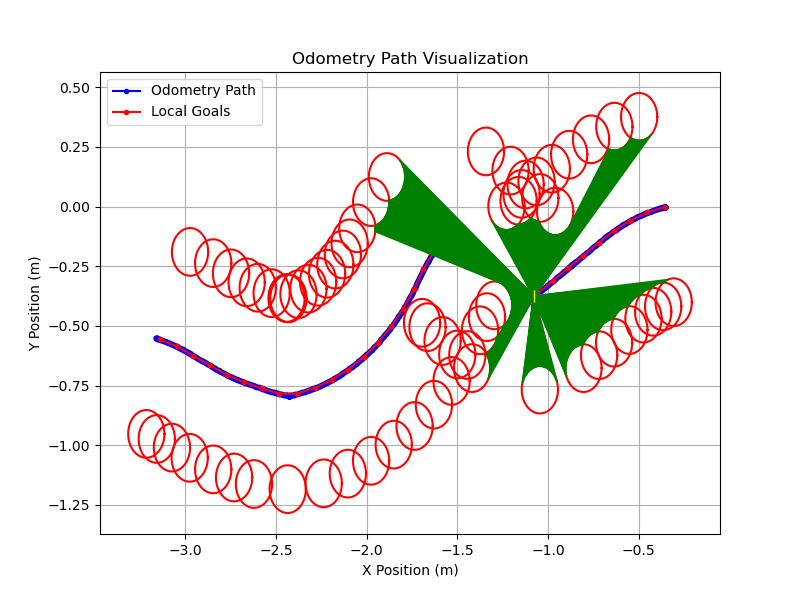 Odometry Path Visualization
Odometry Path
Local Goals
0.50
0.25
0.00
−0.25
−0.50
−0.75
−1.00
−1.25
Y Position (m)
−3.0
−2.5
−2.0
−1.5
−1.0
−0.5
X Position (m)